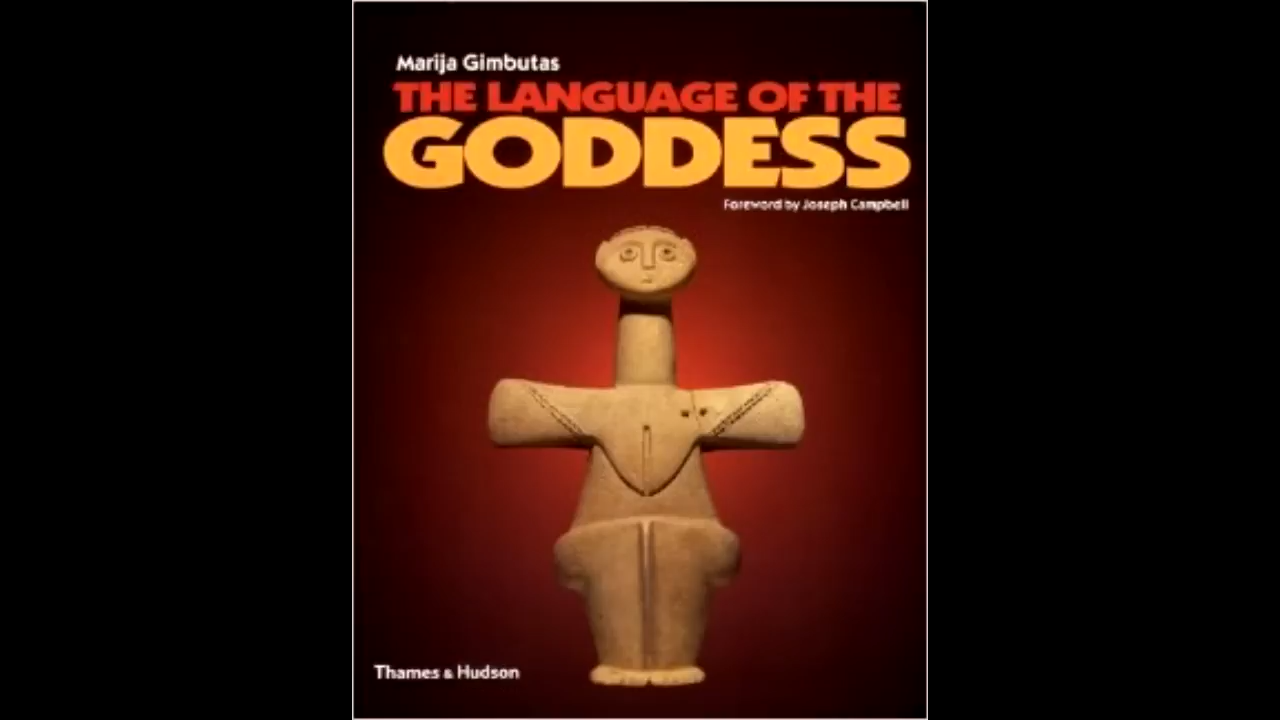 Marija Gimbutas
THE LANGUAGE OF THE
GODDESS
Foreword by Joseph Campbell
Thames & Hudson